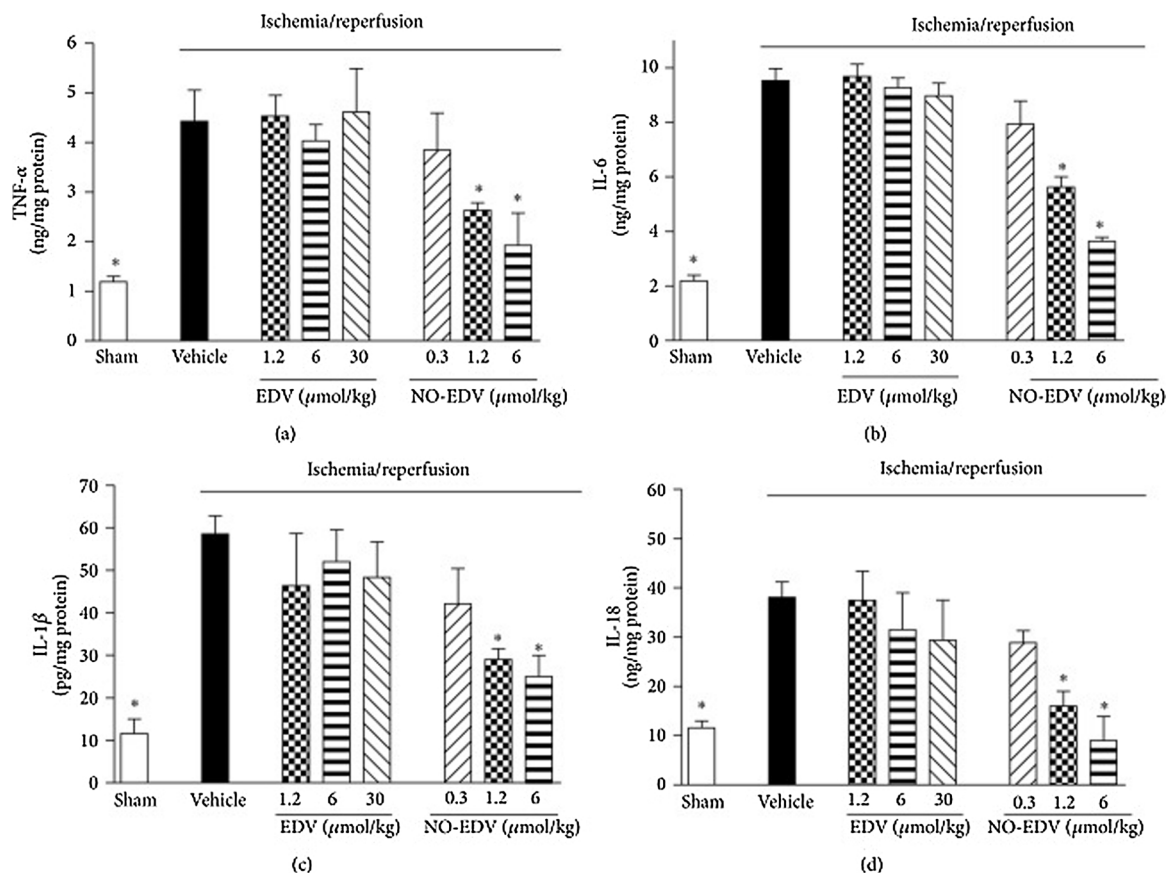 Ischemia/reperfusion
TNF-α
(ng/mg protein)
6
5
4
3
2
1
0
*
*
*
Sham
Vehicle
1.2
6
30
0.3
1.2
6
EDV (μmol/kg)
NO-EDV (μmol/kg)
(a)
Ischemia/reperfusion
IL-6
(ng/mg protein)
10
8
6
4
2
0
*
*
*
Sham
Vehicle
1.2
6
30
0.3
1.2
6
EDV (μmol/kg)
NO-EDV (μmol/kg)
(b)
Ischemia/reperfusion
IL-1β
(pg/mg protein)
70
60
50
40
30
20
10
0
*
*
*
Sham
Vehicle
1.2
6
30
0.3
1.2
6
EDV (μmol/kg)
NO-EDV (μmol/kg)
(c)
Ischemia/reperfusion
IL-18
(ng/mg protein)
60
50
40
30
20
10
0
*
*
*
Sham
Vehicle
1.2
6
30
0.3
1.2
6
EDV (μmol/kg)
NO-EDV (μmol/kg)
(d)